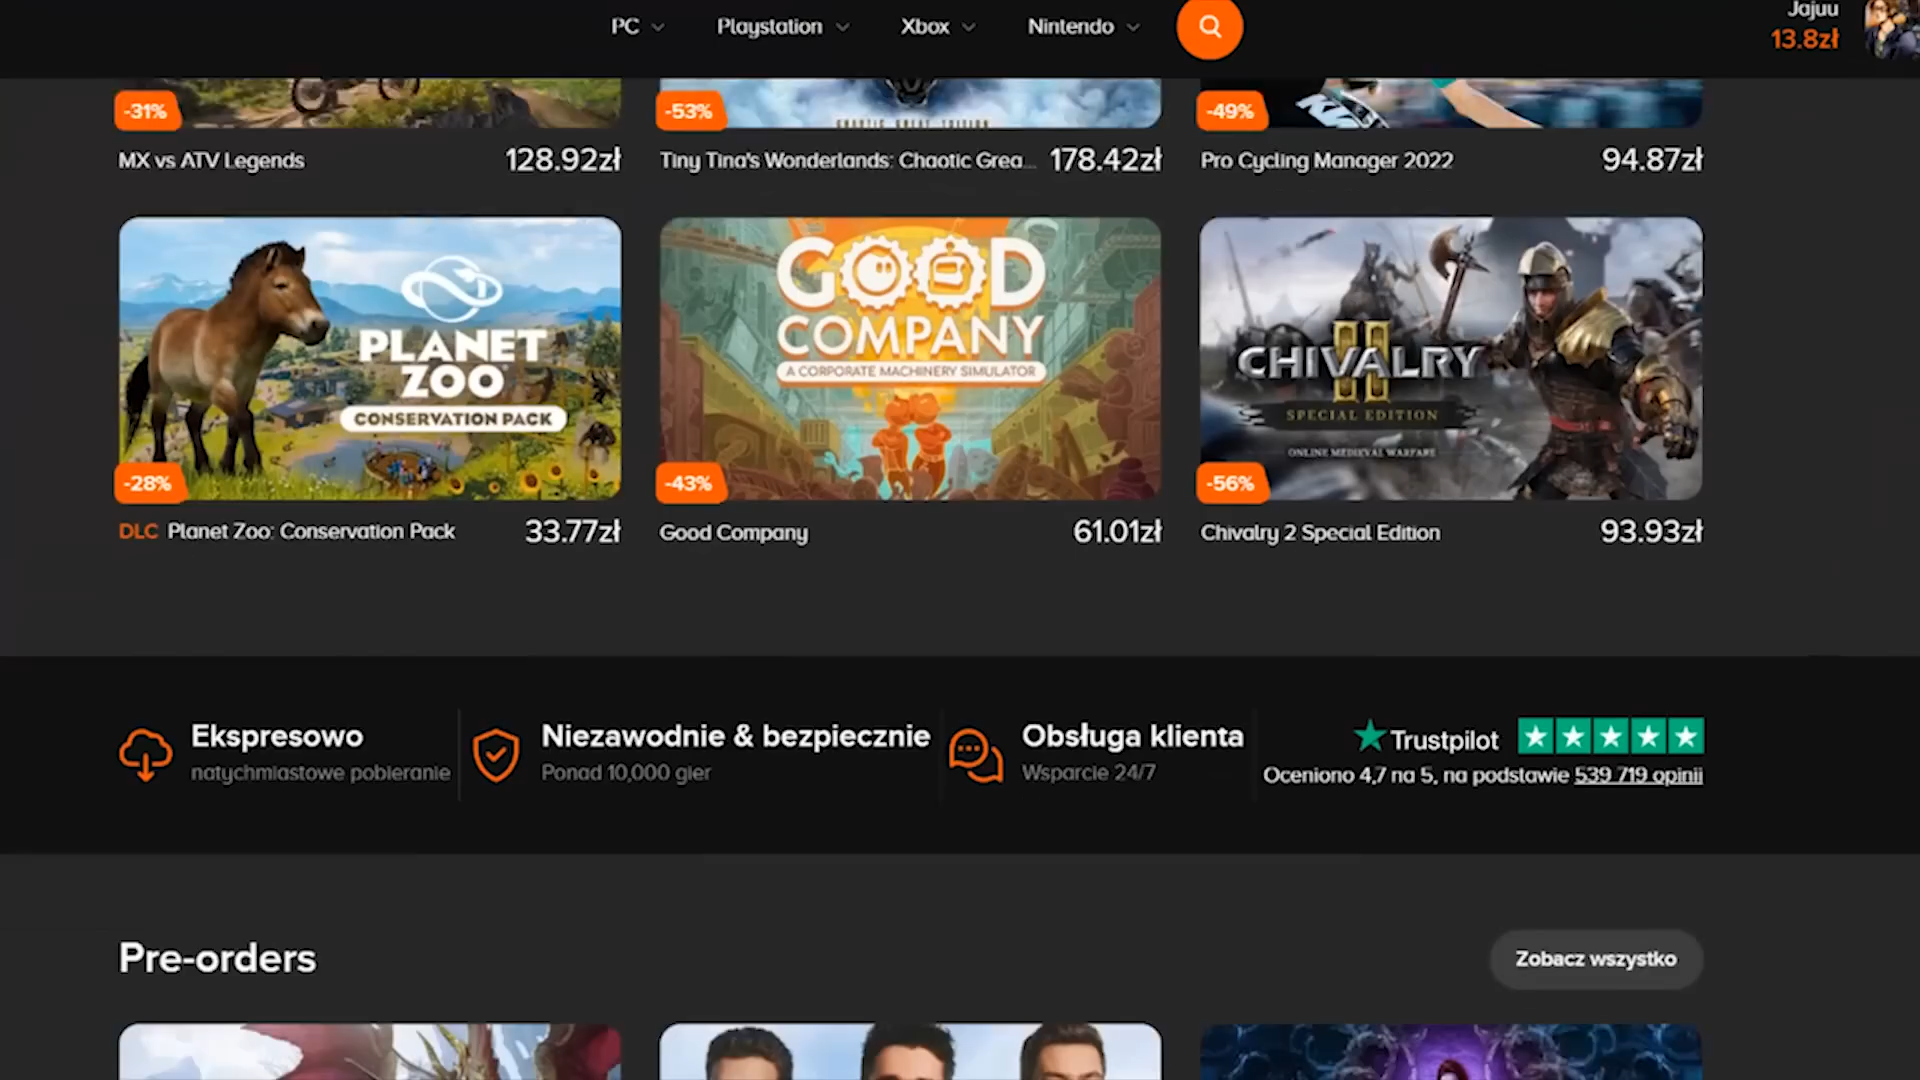 PC Playstation Xbox Nintendo
Jajuu
13.8zł
-31% -53% -49%
CHAOTIC GREAT EDITION
MX vs ATV Legends 128.92zł
Tiny Tina's Wonderlands: Chaotic Grea... 178.42zł
Pro Cycling Manager 2022 94.87zł
PLANET
ZOO
CONSERVATION PACK
-28%
GOOD
COMPANY
A CORPORATE MACHINERY SIMULATOR
-43%
CHIVALRY
II
SPECIAL EDITION
ONLINE MEDIEVAL WARFARE
-56%
DLC Planet Zoo: Conservation Pack 33.77zł
Good Company 61.01zł
Chivalry 2 Special Edition 93.93zł
Ekspresowo
natychmiastowe pobieranie
Niezawodnie & bezpiecznie
Ponad 10,000 gier
Obsługa klienta
Wsparcie 24/7
Trustpilot
Oceniono 4,7 na 5, na podstawie 539 719 opinii
Pre-orders
Zobacz wszystko